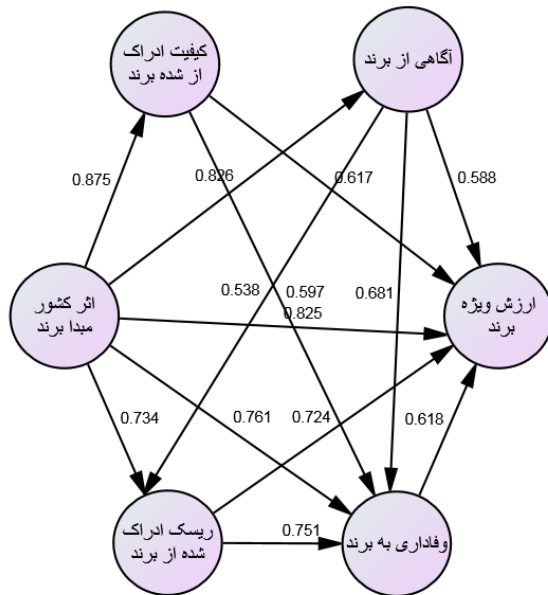 آگاهی از برند
کیفیت ادراک
از شده برند
0.875
0.826
0.617
0.588
اثر کشور
مبدا برند
0.538
0.597
0.681
0.825
ارزش ویژه
برند
0.734
0.761
0.724
0.618
ریسک ادراک
شده از برند
0.751
وفاداری به برند